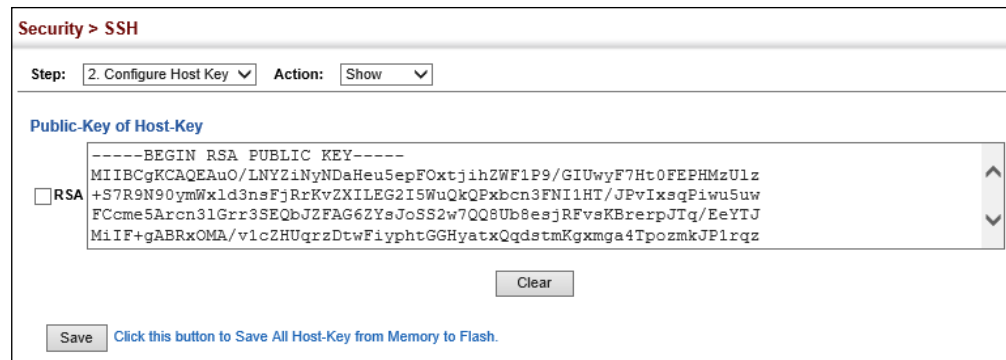 Security > SSH
Step: 2. Configure Host Key Action: Show
Public-Key of Host-Key
-----BEGIN RSA PUBLIC KEY-----
MIIBCgKCAQEAuO/LNYZiNyNDaHeu5epFOxtjihZWF1P9/GIUwyF7Ht0FEPHMzUlz
RSA +S7R9N90ymWxld3nsFjRrKvZXILEG2I5WuQkQPxbcn3FNI1HT/JPvIxsqPiwu5uw
FCcme5Arcn3lGrr3SEQbJZFAG6ZYsJoSS2w7QQ8Ub8esjRFvsKBrerpJTq/EeYTJ
MiIF+gABRxOMA/v1cZHUqrzDtwFiyphtGGHyatxQqdstmKgxmga4TpozmkJP1rqz
Clear
Save Click this button to Save All Host-Key from Memory to Flash.